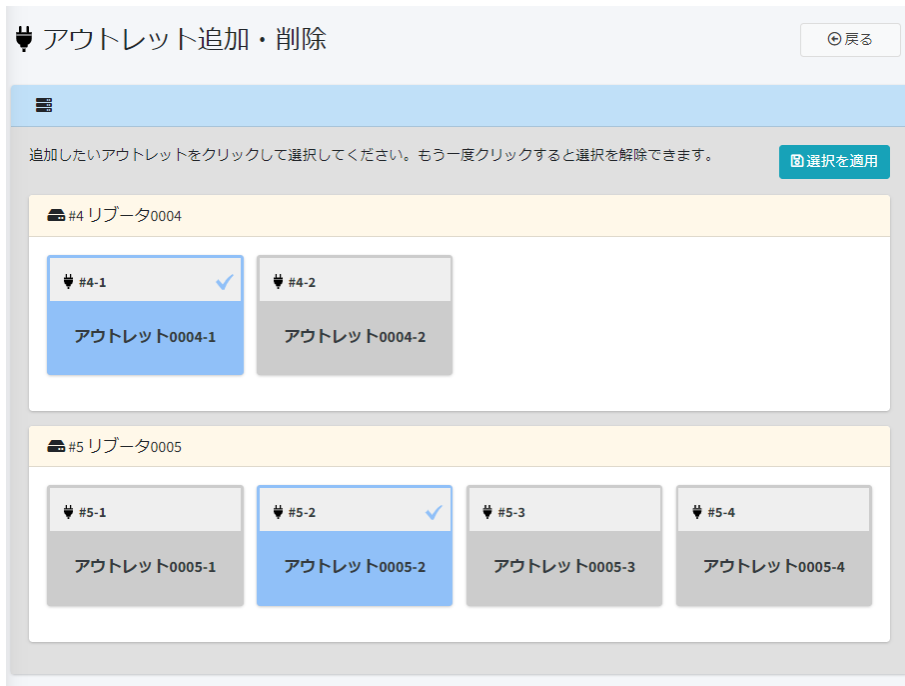 アウトレット追加・削除
戻る
追加したいアウトレットをクリックして選択してください。もう一度クリックすると選択を解除できます。
選択を適用
#4 リブータ0004
#4-1
#4-2
アウトレット0004-1
アウトレット0004-2
#5 リブータ0005
#5-1
#5-2
#5-3
#5-4
アウトレット0005-1
アウトレット0005-2
アウトレット0005-3
アウトレット0005-4